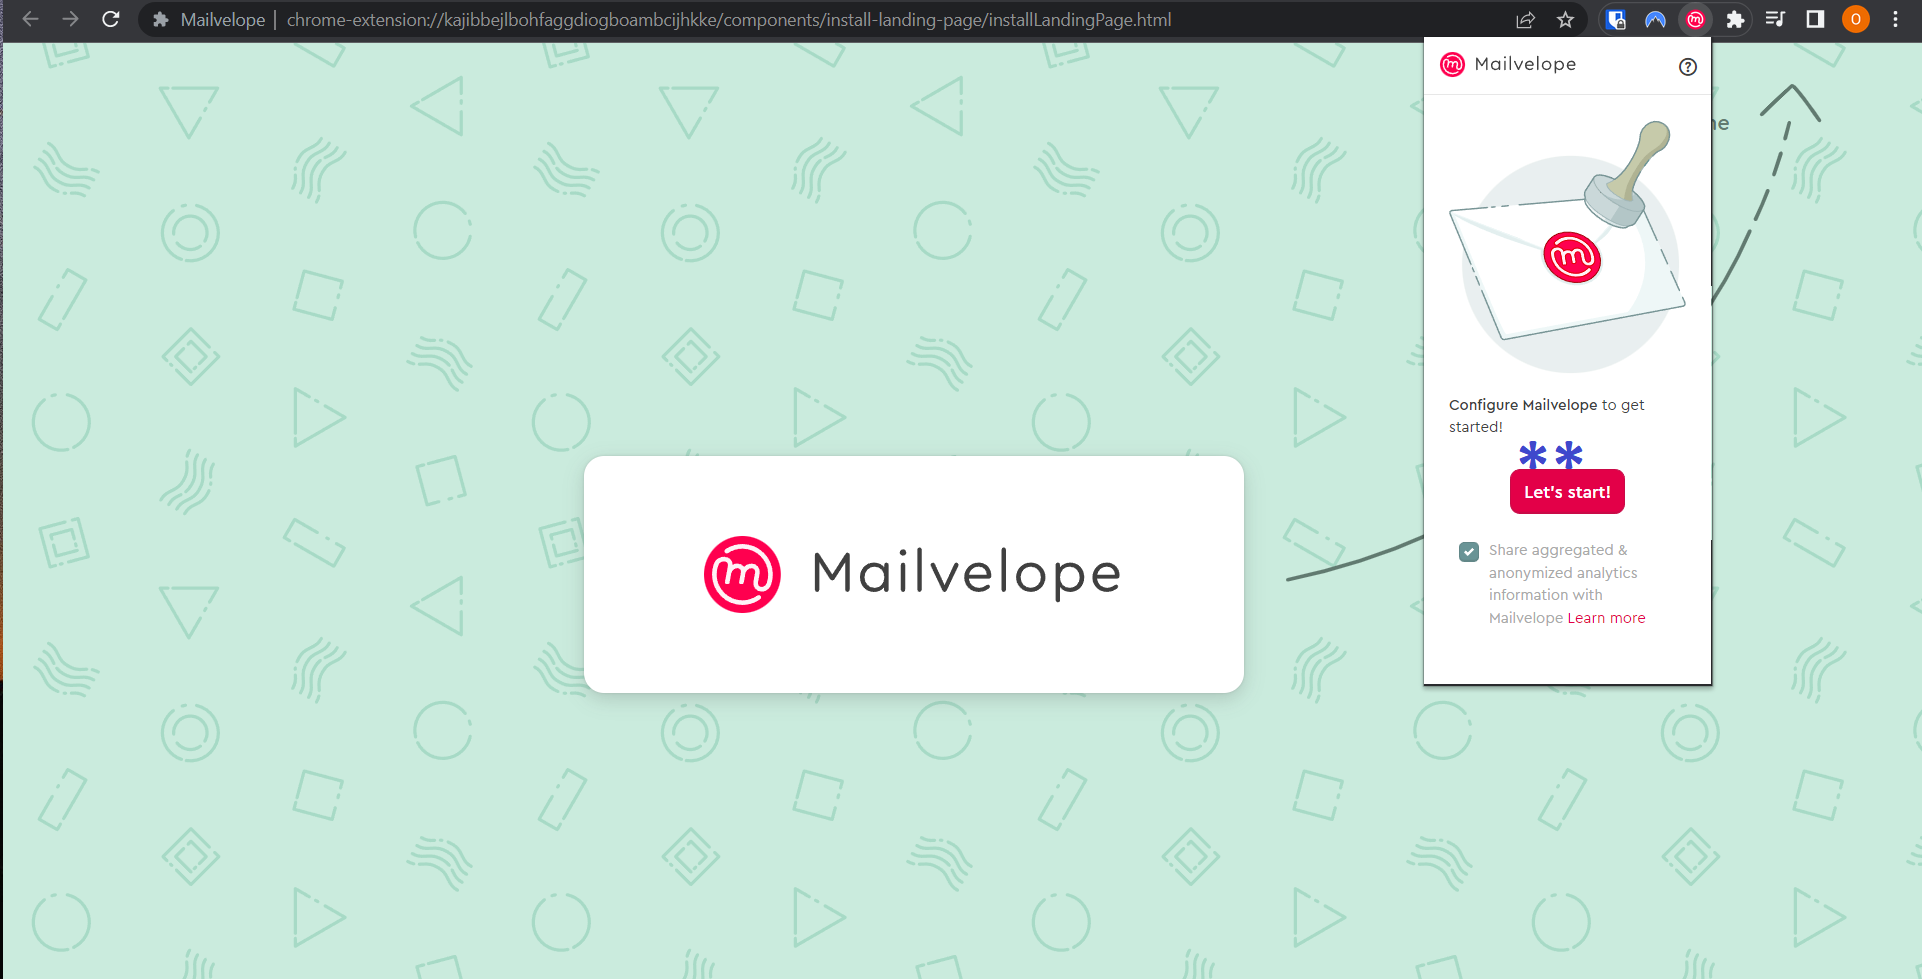 Mailvelope | chrome-extension://kajibbejlbohfaggdiogboambcijhkke/components/install-landing-page/installLandingPage.html
O
Mailvelope
Configure Mailvelope to get
started!
**
Let's start!
Share aggregated &
anonymized analytics
information with
Mailvelope Learn more
Mailvelope